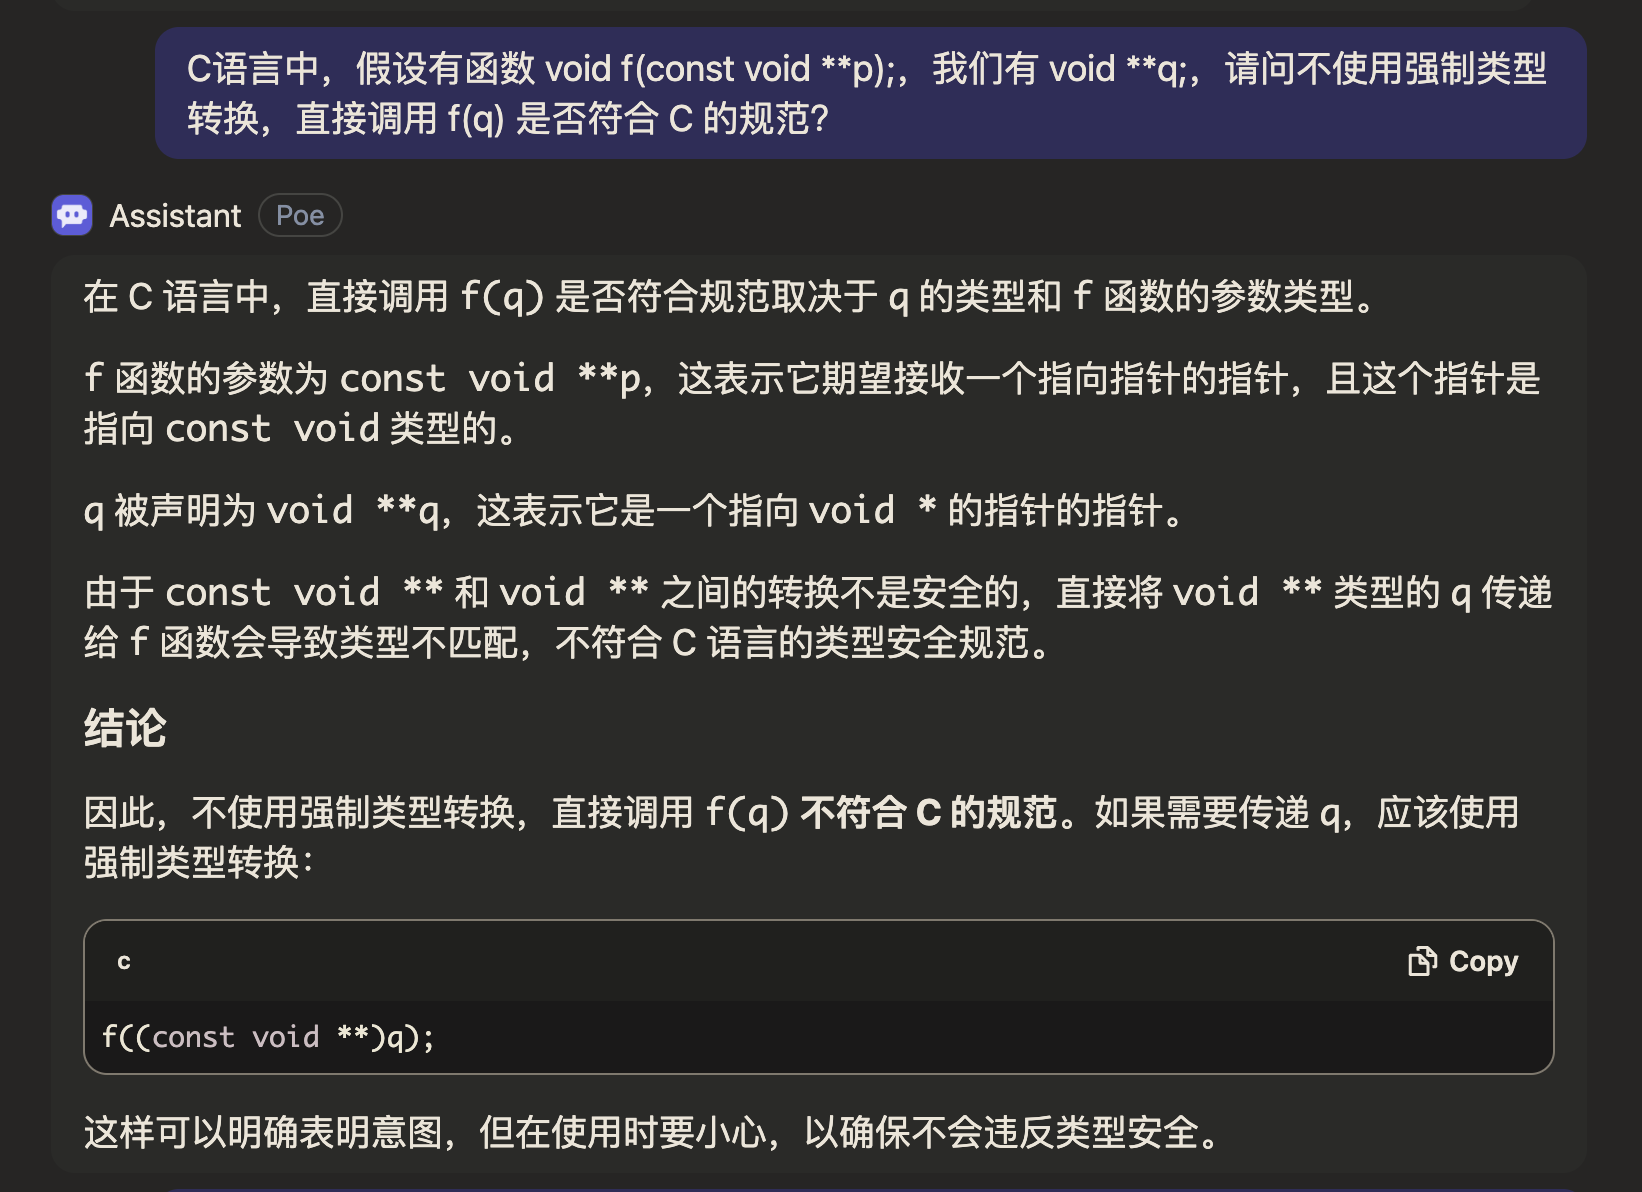 C语言中，假设有函数 void f(const void **p);，我们有 void **q;，请问不使用强制类型
转换，直接调用 f(q) 是否符合 C 的规范?
Assistant Poe
在 C 语言中，直接调用 f(q) 是否符合规范取决于 q 的类型和 f 函数的参数类型。
f 函数的参数为 const void **p，这表示它期望接收一个指向指针的指针，且这个指针是
指向 const void 类型的。
q 被声明为 void **q，这表示它是一个指向 void * 的指针的指针。
由于 const void ** 和 void ** 之间的转换不是安全的，直接将 void ** 类型的 q 传递
给 f 函数会导致类型不匹配，不符合 C 语言的类型安全规范。
结论
因此，不使用强制类型转换，直接调用 f(q) 不符合 C 的规范。如果需要传递 q，应该使用
强制类型转换：
c Copy
f((const void **)q);
这样可以明确表明意图，但在使用时要小心，以确保不会违反类型安全。